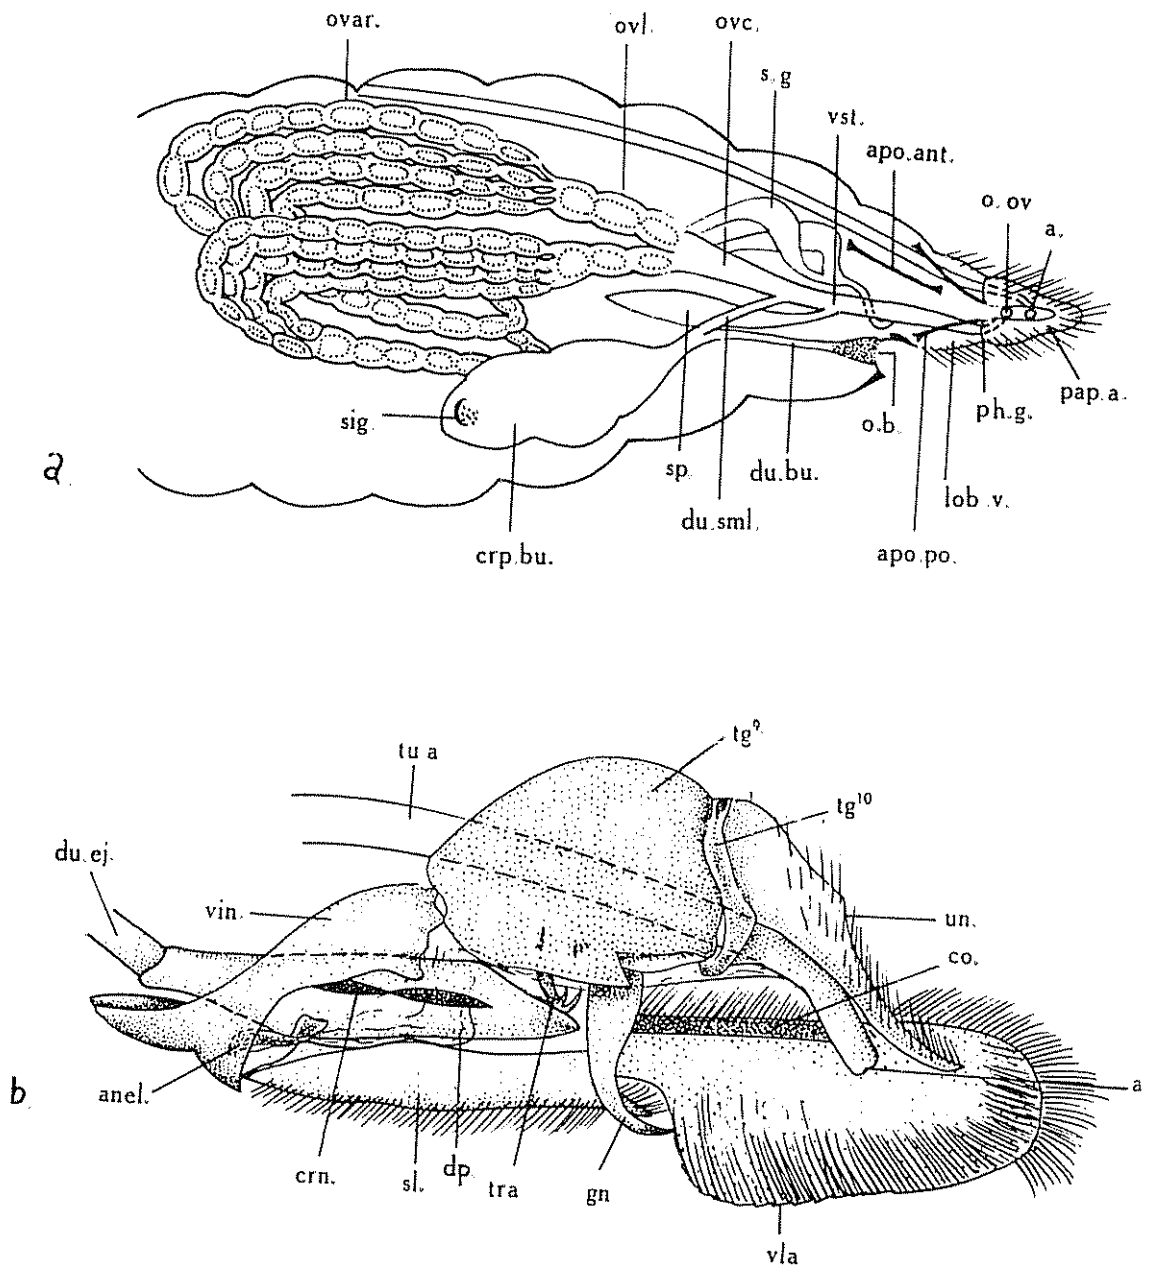 ovar.
ovl.
ovc.
s.g
vst.
apo.ant.
o.ov
a.
sig.
sp.
du.sml.
du.bu.
o.b.
ph.g.
pap.a.
lob.v.
apo.po.
crp.bu.
a.
tu a
tg⁹
tg¹⁰
du.ej.
vin.
un.
co.
a
anel.
crn.
sl.
dp
tra
gn
vla
b